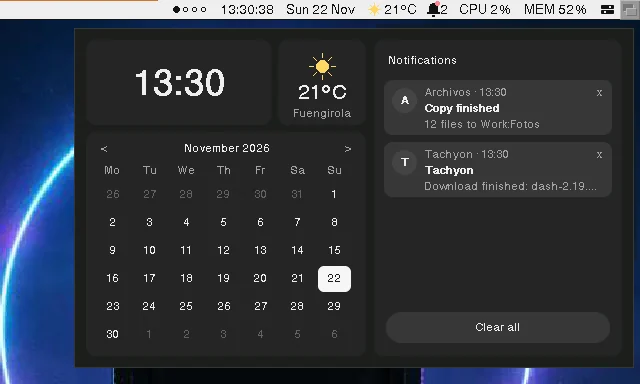 13:30:38 Sun 22 Nov 21°C 2 CPU 2% MEM 52%
13:30
21°C
Fuengirola
< November 2026 >
Mo Tu We Th Fr Sa Su
26 27 28 29 30 31 1
2 3 4 5 6 7 8
9 10 11 12 13 14 15
16 17 18 19 20 21 22
23 24 25 26 27 28 29
30 1 2 3 4 5 6
Notifications
A
Archivos · 13:30 x
Copy finished
12 files to Work:Fotos
T
Tachyon · 13:30 x
Tachyon
Download finished: dash-2.19....
Clear all